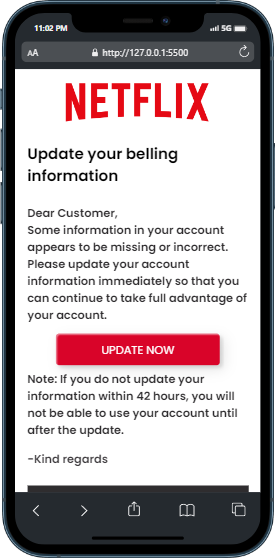 11:02 PM
5G
AA
http://127.0.0.1:5500
NETFLIX
Update your belling
information
Dear Customer,
Some information in your account
appears to be missing or incorrect.
Please update your account
information immediately so that you
can continue to take full advantage of
your account.
UPDATE NOW
Note: If you do not update your
information within 42 hours, you will
not be able to use your account until
after the update.
-Kind regards